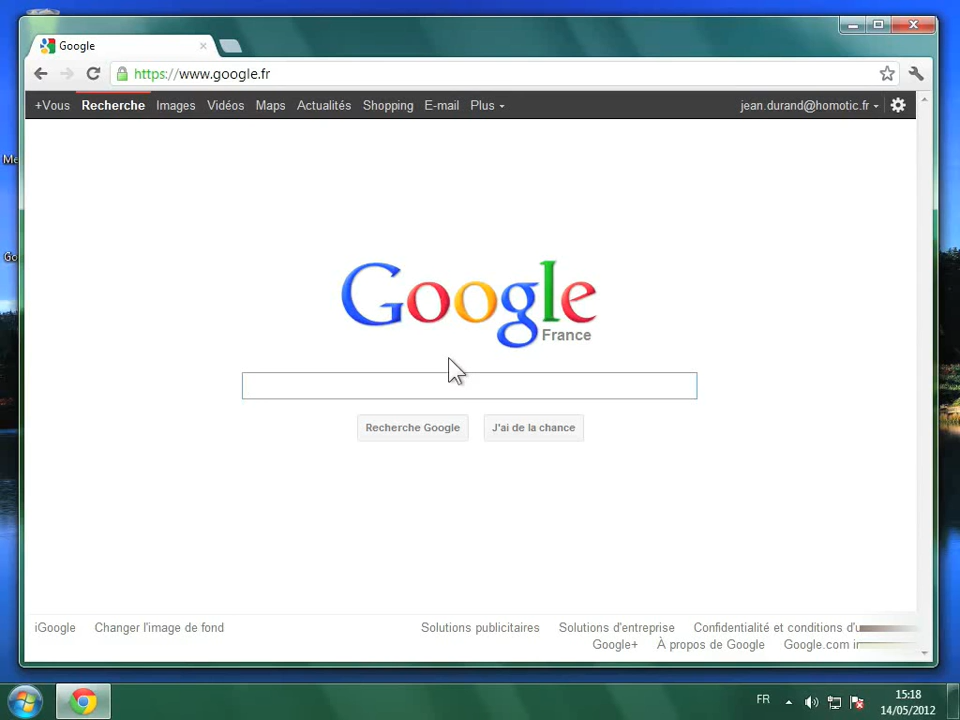 Google
https://www.google.fr
+Vous Recherche Images Vidéos Maps Actualités Shopping E-mail Plus jean.durand@homotic.fr
Google
France
Recherche Google J'ai de la chance
iGoogle Changer l'image de fond Solutions publicitaires Solutions d'entreprise Confidentialité et conditions
Google+ À propos de Google Google.com
FR 15:18
14/05/2012